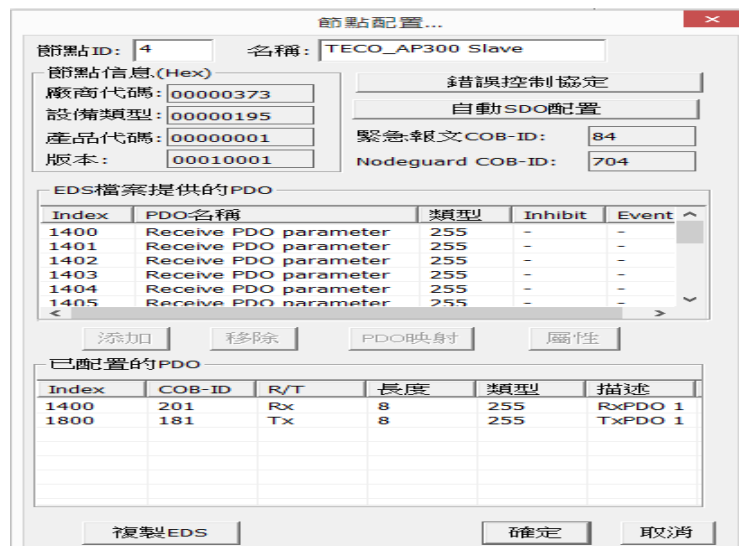 節點配置...
節點ID: 4 名稱: TECO_AP300 Slave
節點信息(Hex)
廠商代碼: 00000373
設備類型: 00000195
產品代碼: 00000001
版本: 00010001
錯誤控制協定
自動SDO配置
緊急報文COB-ID: 84
Nodeguard COB-ID: 704
EDS檔案提供的PDO
Index PDO名稱 類型 Inhibit Event
1400 Receive PDO parameter 255 - -
1401 Receive PDO parameter 255 - -
1402 Receive PDO parameter 255 - -
1403 Receive PDO parameter 255 - -
1404 Receive PDO parameter 255 - -
1405 Receive PDO parameter 255 - -
添加 移除 PDO映射 屬性
已配置的PDO
Index COB-ID R/T 長度 類型 描述
1400 201 Rx 8 255 RxPDO 1
1800 181 Tx 8 255 TxPDO 1
複製EDS 確定 取消